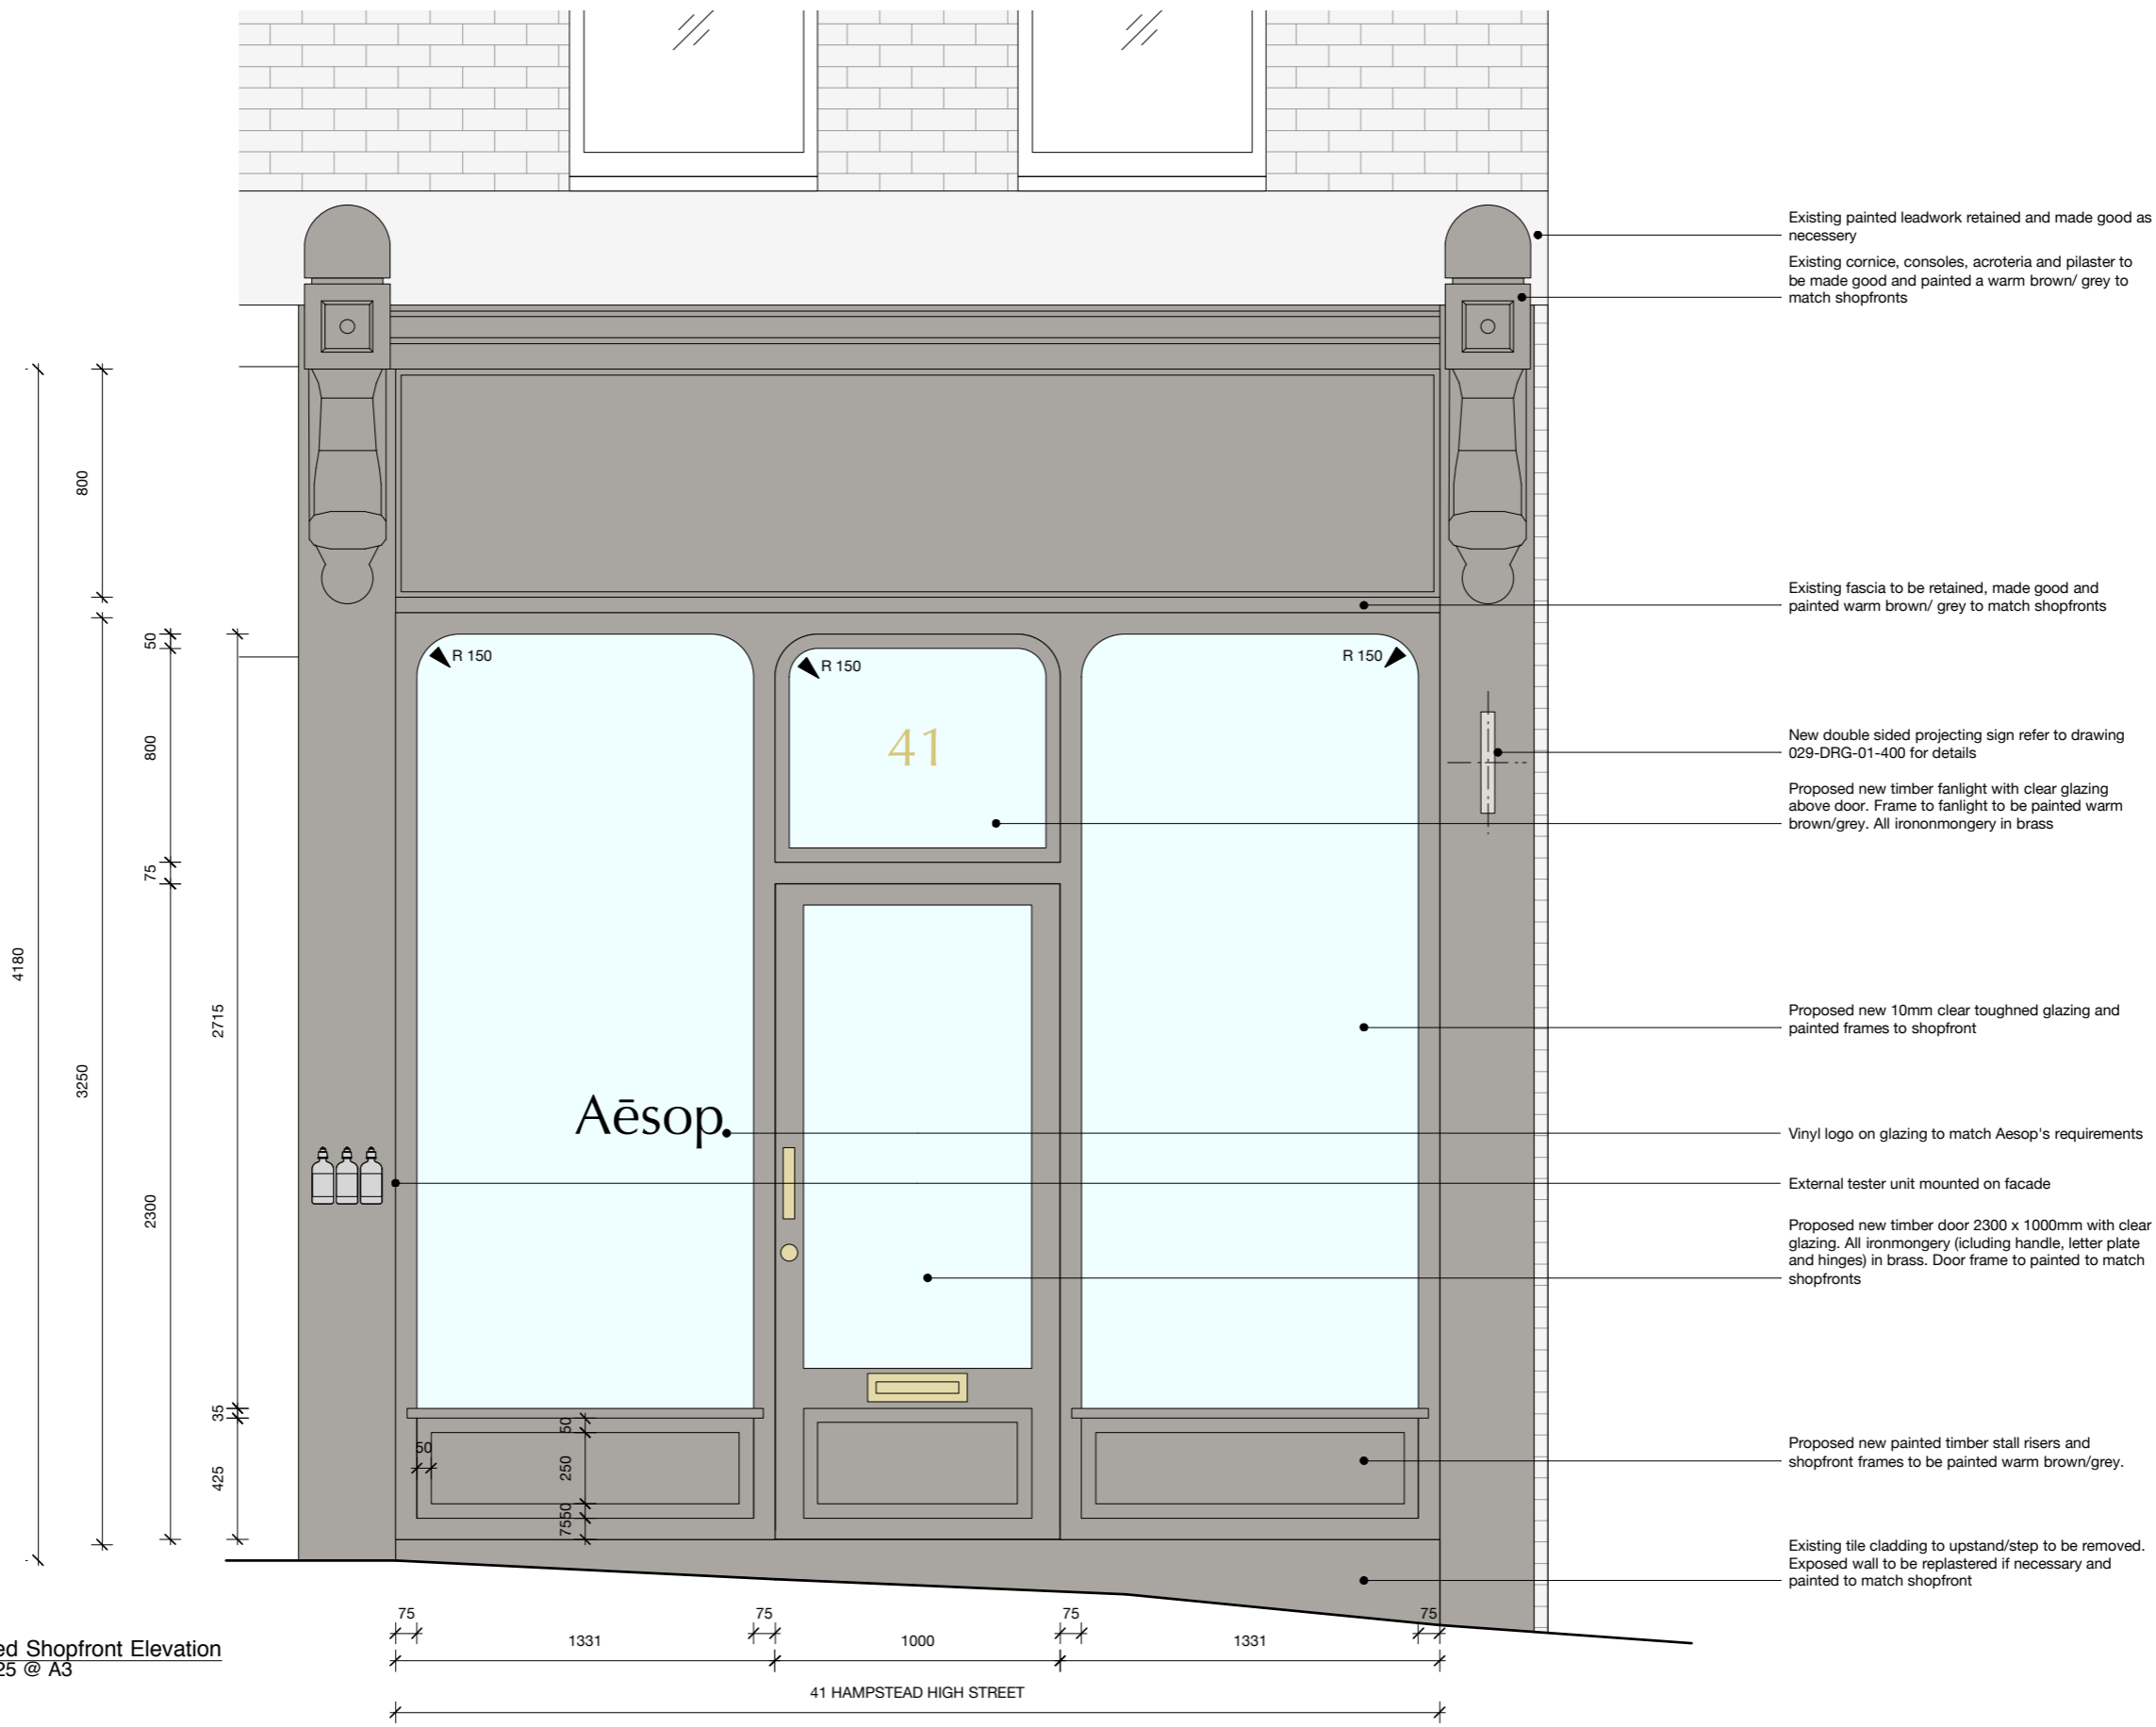 Existing painted leadwork retained and made good as
necessery
Existing cornice, consoles, acroteria and pilaster to
be made good and painted a warm brown/ grey to
match shopfronts
800
Existing fascia to be retained, made good and
painted warm brown/ grey to match shopfronts
50
R 150
R 150
R 150
41
New double sided projecting sign refer to drawing
029-DRG-01-400 for details
800
Proposed new timber fanlight with clear glazing
above door. Frame to fanlight to be painted warm
brown/grey. All irononmongery in brass
75
4180
2715
3250
Proposed new 10mm clear toughned glazing and
painted frames to shopfront
Aēsop.
Vinyl logo on glazing to match Aesop's requirements
External tester unit mounted on facade
2300
Proposed new timber door 2300 x 1000mm with clear
glazing. All ironmongery (icluding handle, letter plate
and hinges) in brass. Door frame to painted to match
shopfronts
35
425
50
50
250
50
75
Proposed new painted timber stall risers and
shopfront frames to be painted warm brown/grey.
Existing tile cladding to upstand/step to be removed.
Exposed wall to be replastered if necessary and
painted to match shopfront
75
75
75
75
1331
1000
1331
ed Shopfront Elevation
25 @ A3
41 HAMPSTEAD HIGH STREET